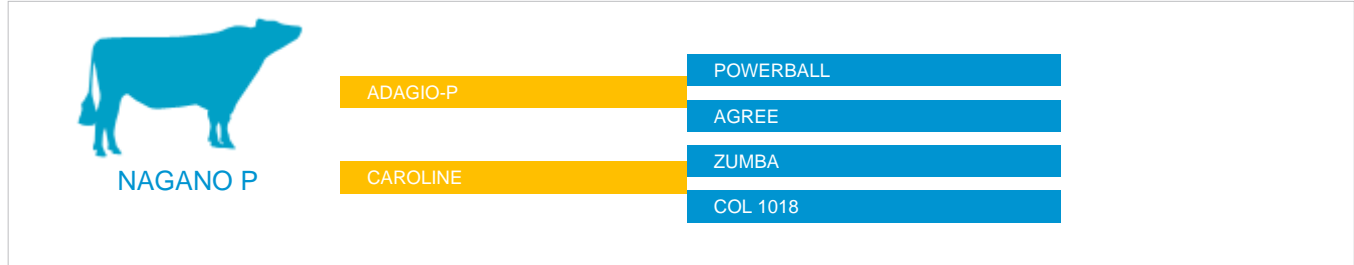 NAGANO P
ADAGIO-P
CAROLINE
POWERBALL
AGREE
ZUMBA
COL 1018